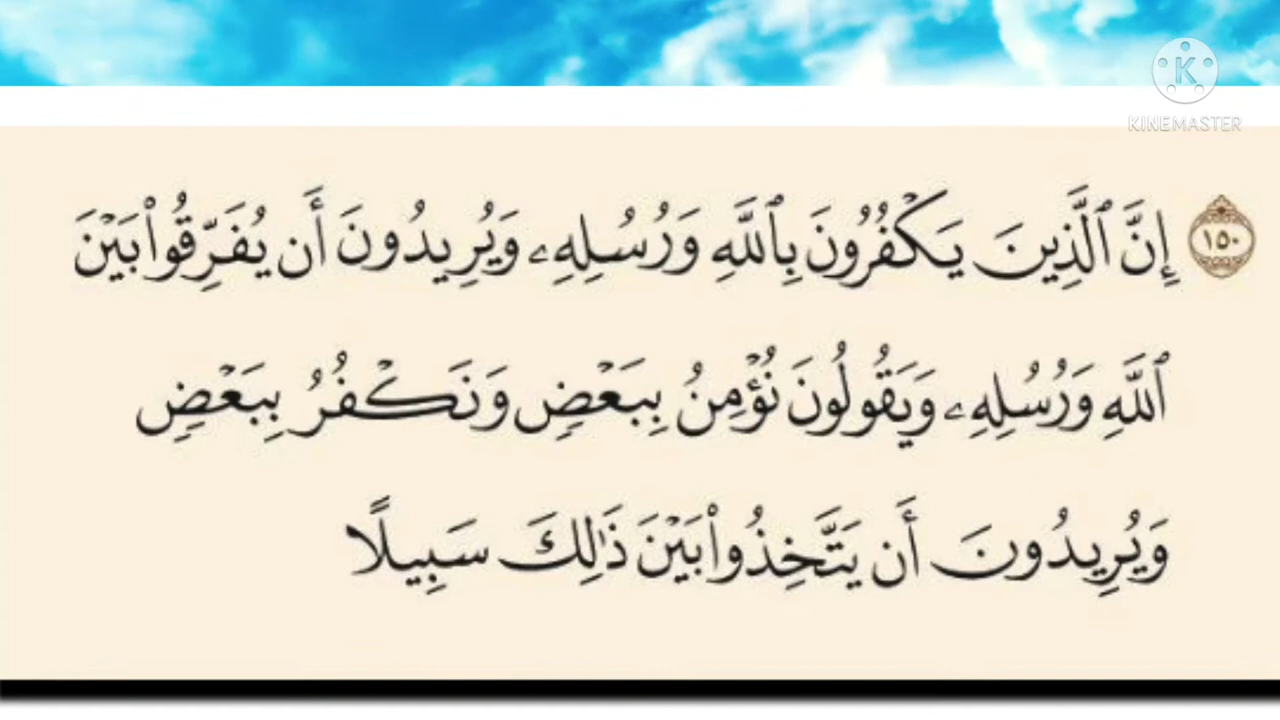 K
KINEMASTER
١٥٠ إِنَّ ٱلَّذِينَ يَكۡفُرُونَ بِٱللَّهِ وَرُسُلِهِۦ وَيُرِيدُونَ أَن يُفَرِّقُواْ بَيۡنَ
ٱللَّهِ وَرُسُلِهِۦ وَيَقُولُونَ نُؤۡمِنُ بِبَعۡضٖ وَنَكۡفُرُ بِبَعۡضٖ
وَيُرِيدُونَ أَن يَتَّخِذُواْ بَيۡنَ ذَٰلِكَ سَبِيلًا